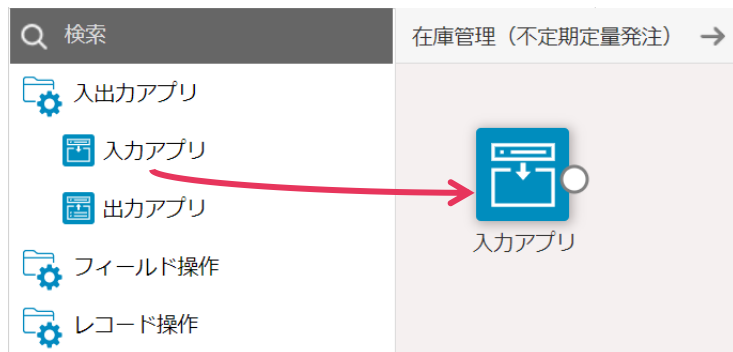 検索
入出力アプリ
入力アプリ
出力アプリ
フィールド操作
レコード操作
在庫管理（不定期定量発注）
入力アプリ